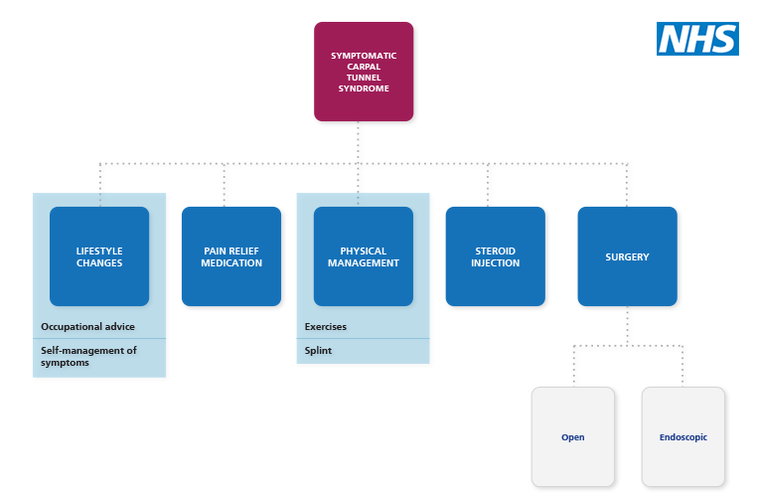 SYMPTOMATIC
CARPAL
TUNNEL
SYNDROME
NHS
LIFESTYLE
CHANGES
PAIN RELIEF
MEDICATION
PHYSICAL
MANAGEMENT
STEROID
INJECTION
SURGERY
Occupational advice
Self-management of
symptoms
Exercises
Splint
Open
Endoscopic